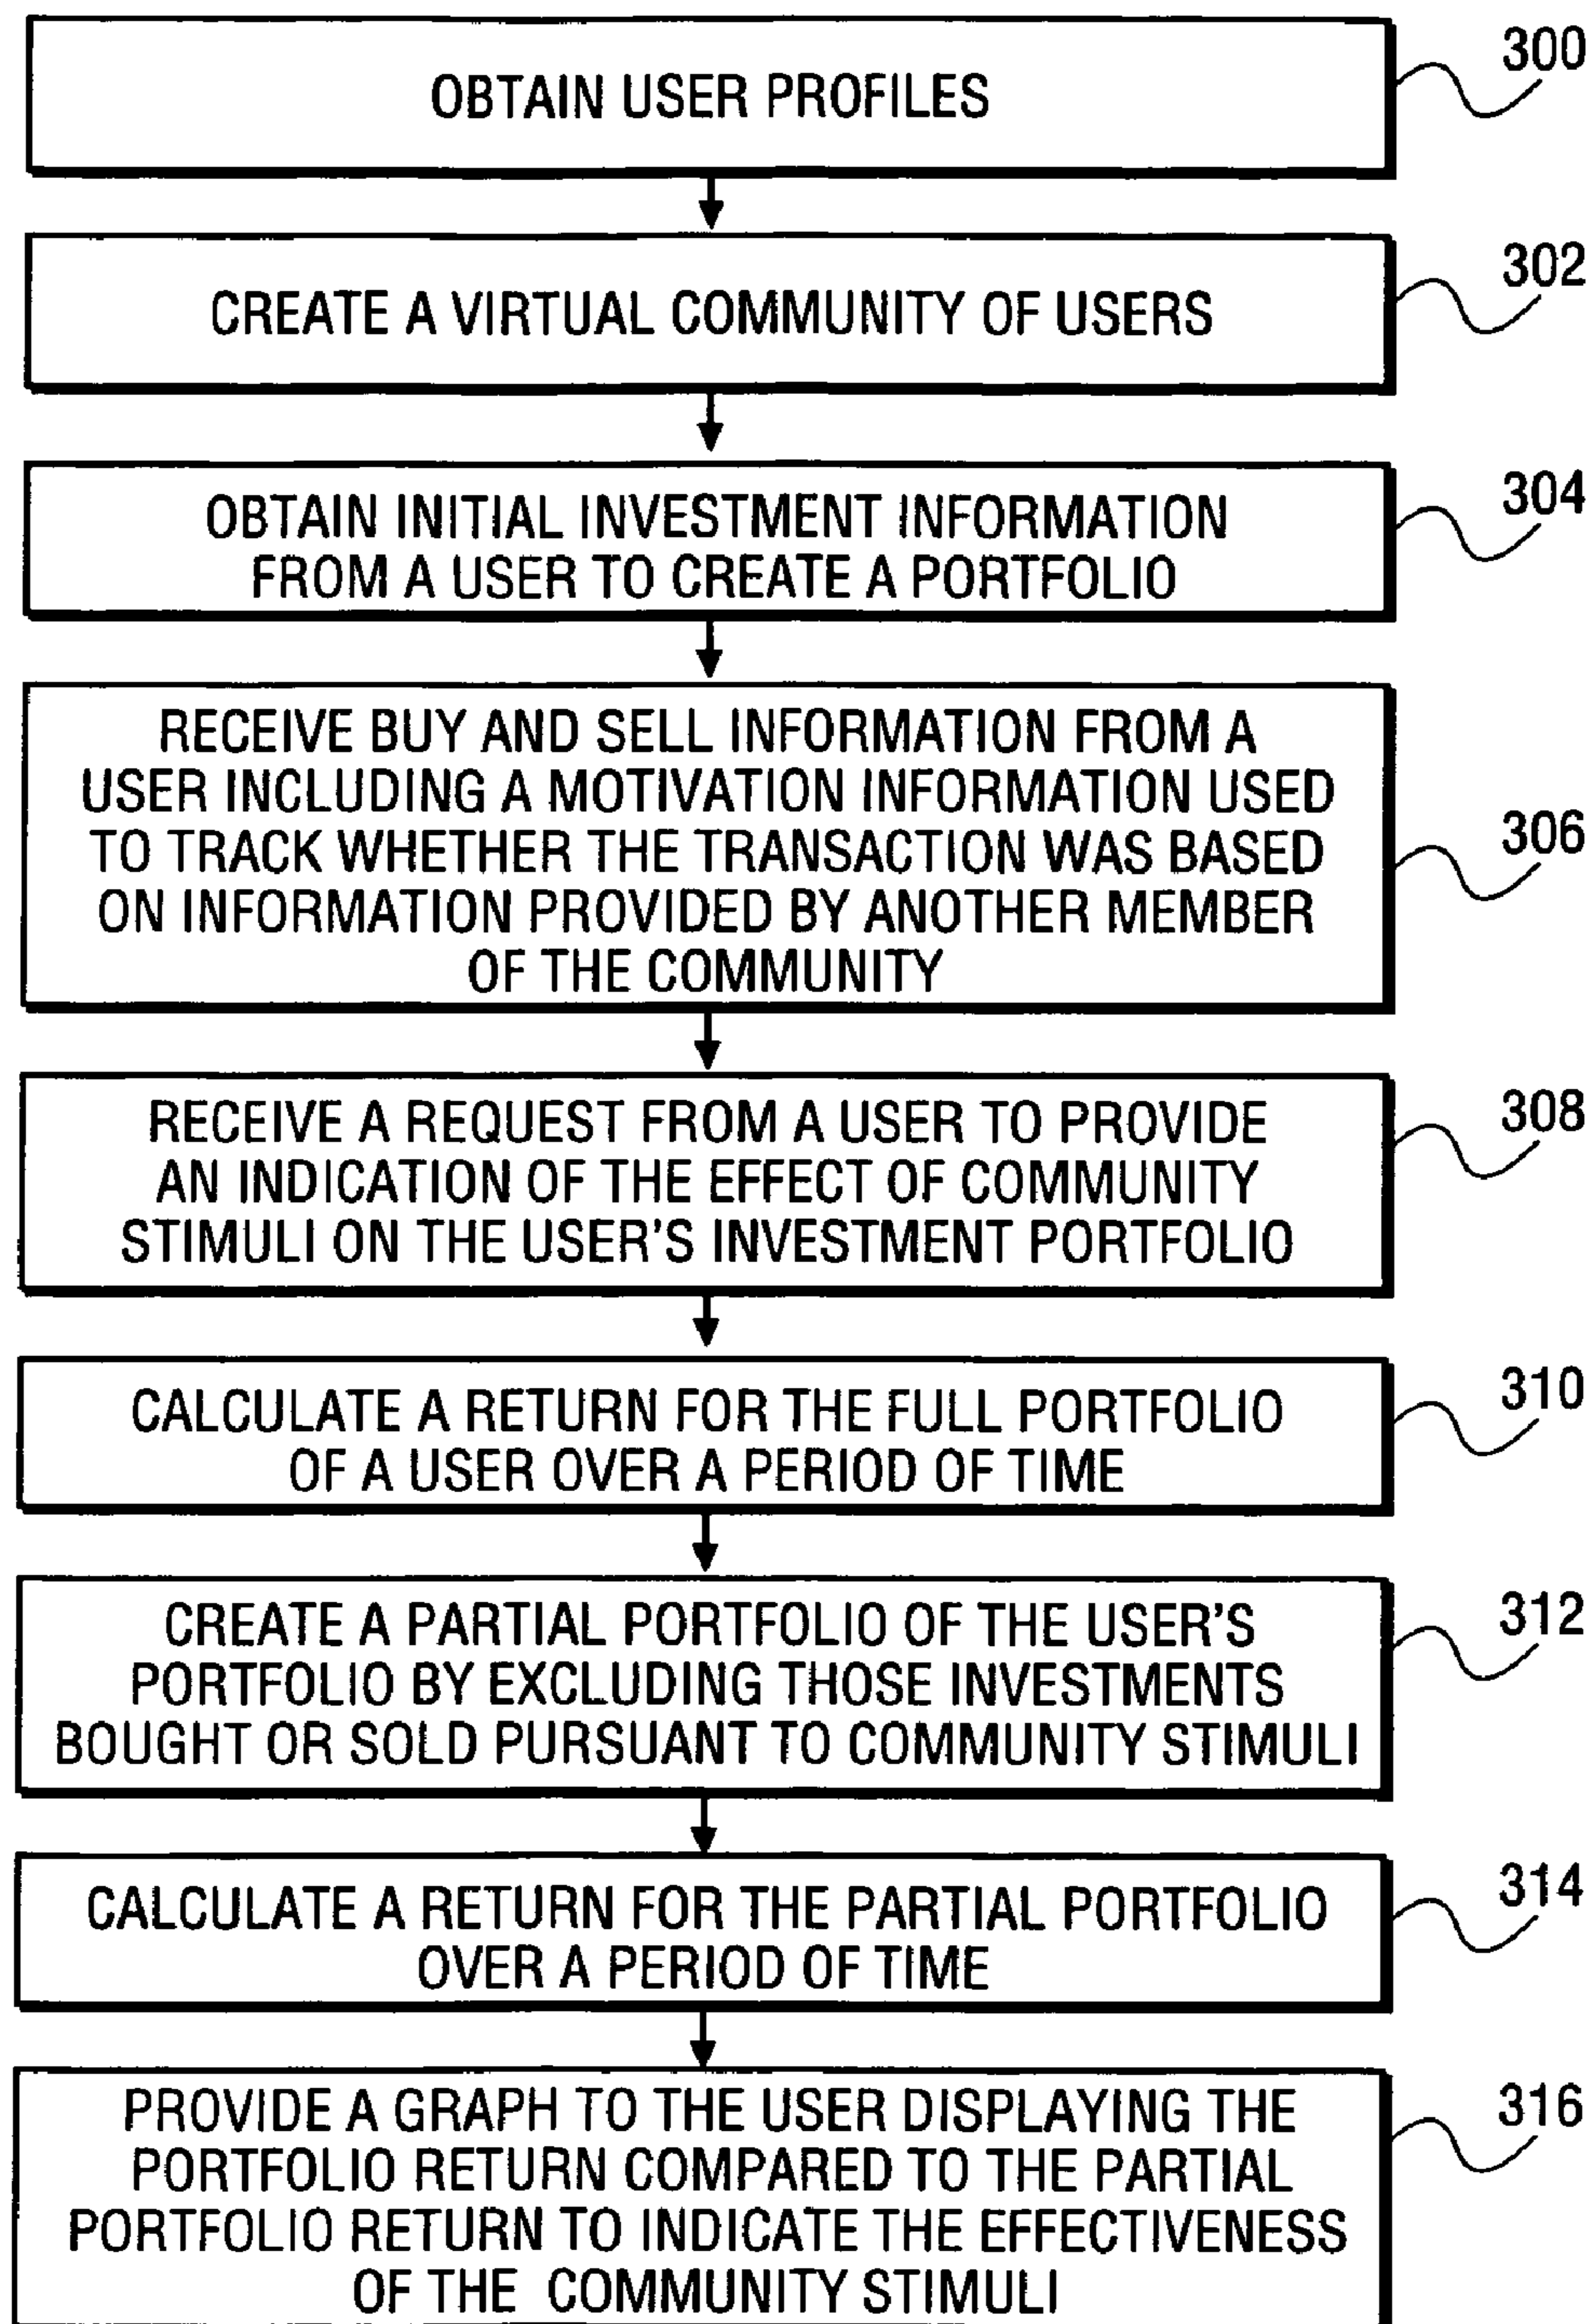 OBTAIN USER PROFILES
300
CREATE A VIRTUAL COMMUNITY OF USERS
302
OBTAIN INITIAL INVESTMENT INFORMATION
FROM A USER TO CREATE A PORTFOLIO
304
RECEIVE BUY AND SELL INFORMATION FROM A
USER INCLUDING A MOTIVATION INFORMATION USED
TO TRACK WHETHER THE TRANSACTION WAS BASED
ON INFORMATION PROVIDED BY ANOTHER MEMBER
OF THE COMMUNITY
306
RECEIVE A REQUEST FROM A USER TO PROVIDE
AN INDICATION OF THE EFFECT OF COMMUNITY
STIMULI ON THE USER'S INVESTMENT PORTFOLIO
308
CALCULATE A RETURN FOR THE FULL PORTFOLIO
OF A USER OVER A PERIOD OF TIME
310
CREATE A PARTIAL PORTFOLIO OF THE USER'S
PORTFOLIO BY EXCLUDING THOSE INVESTMENTS
BOUGHT OR SOLD PURSUANT TO COMMUNITY STIMULI
312
CALCULATE A RETURN FOR THE PARTIAL PORTFOLIO
OVER A PERIOD OF TIME
314
PROVIDE A GRAPH TO THE USER DISPLAYING THE
PORTFOLIO RETURN COMPARED TO THE PARTIAL
PORTFOLIO RETURN TO INDICATE THE EFFECTIVENESS
OF THE COMMUNITY STIMULI
316